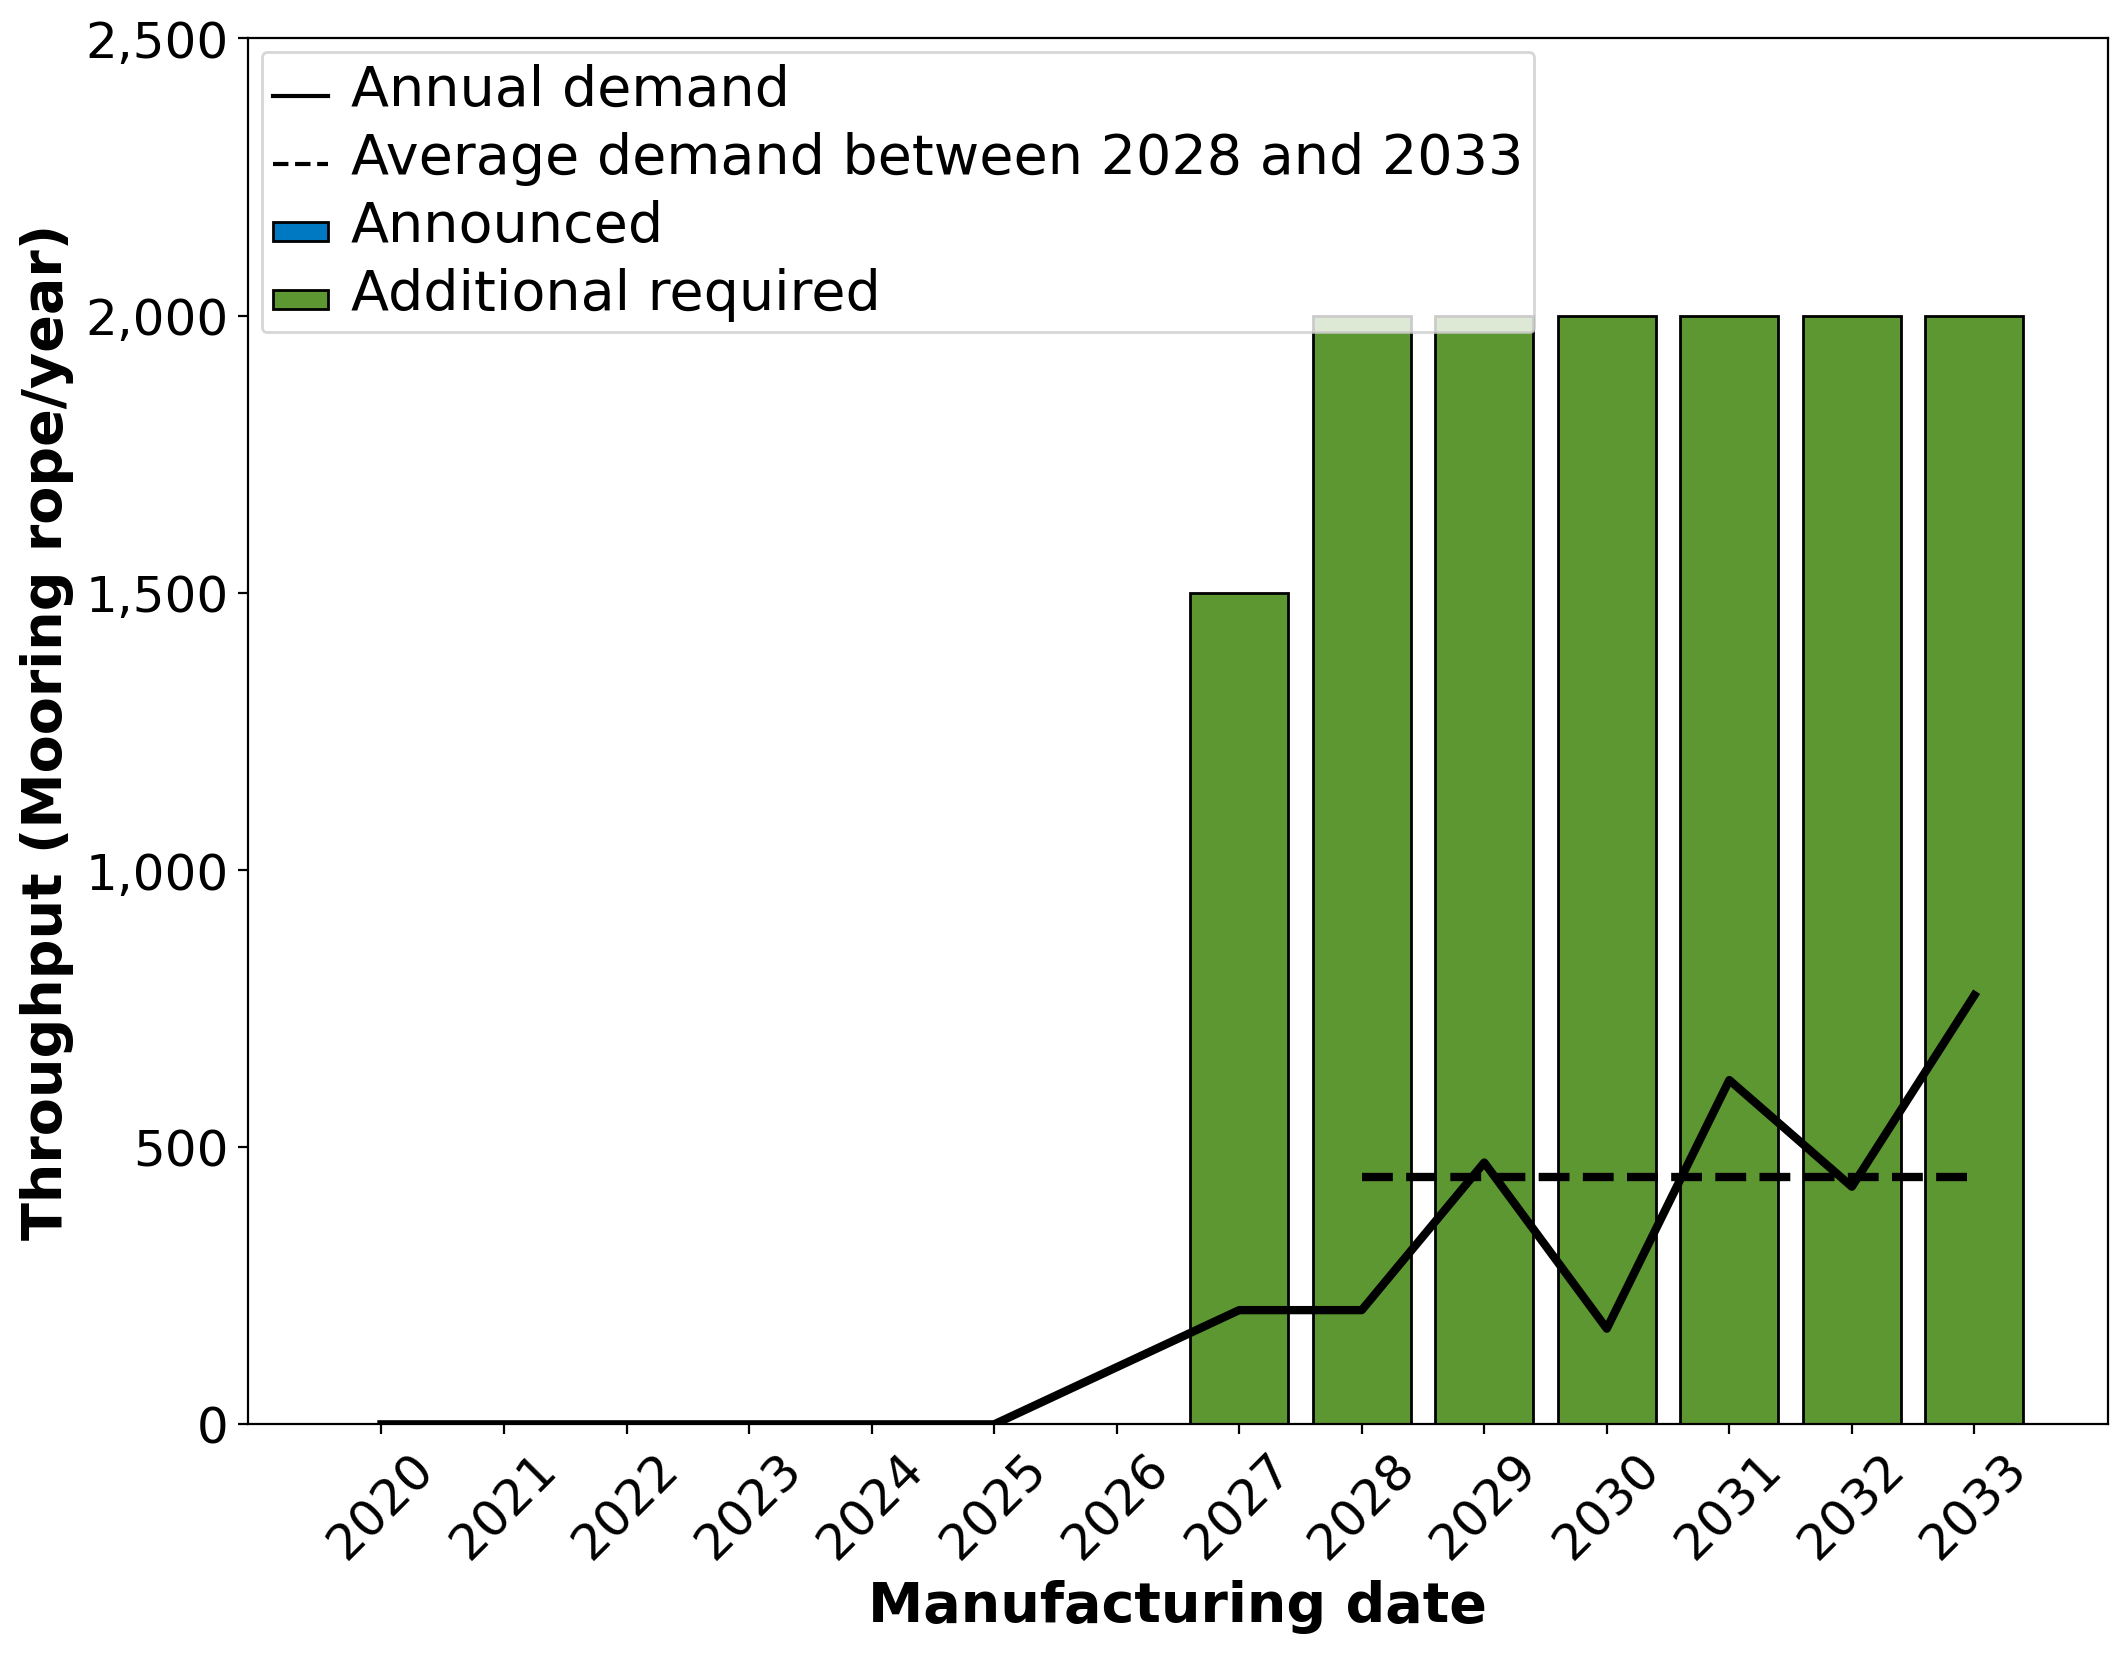 Annual demand
Average demand between 2028 and 2033
Announced
Additional required
Throughput (Mooring rope/year)
2,500
2,000
1,500
1,000
500
0
2020 2021 2022 2023 2024 2025 2026 2027 2028 2029 2030 2031 2032 2033
Manufacturing date